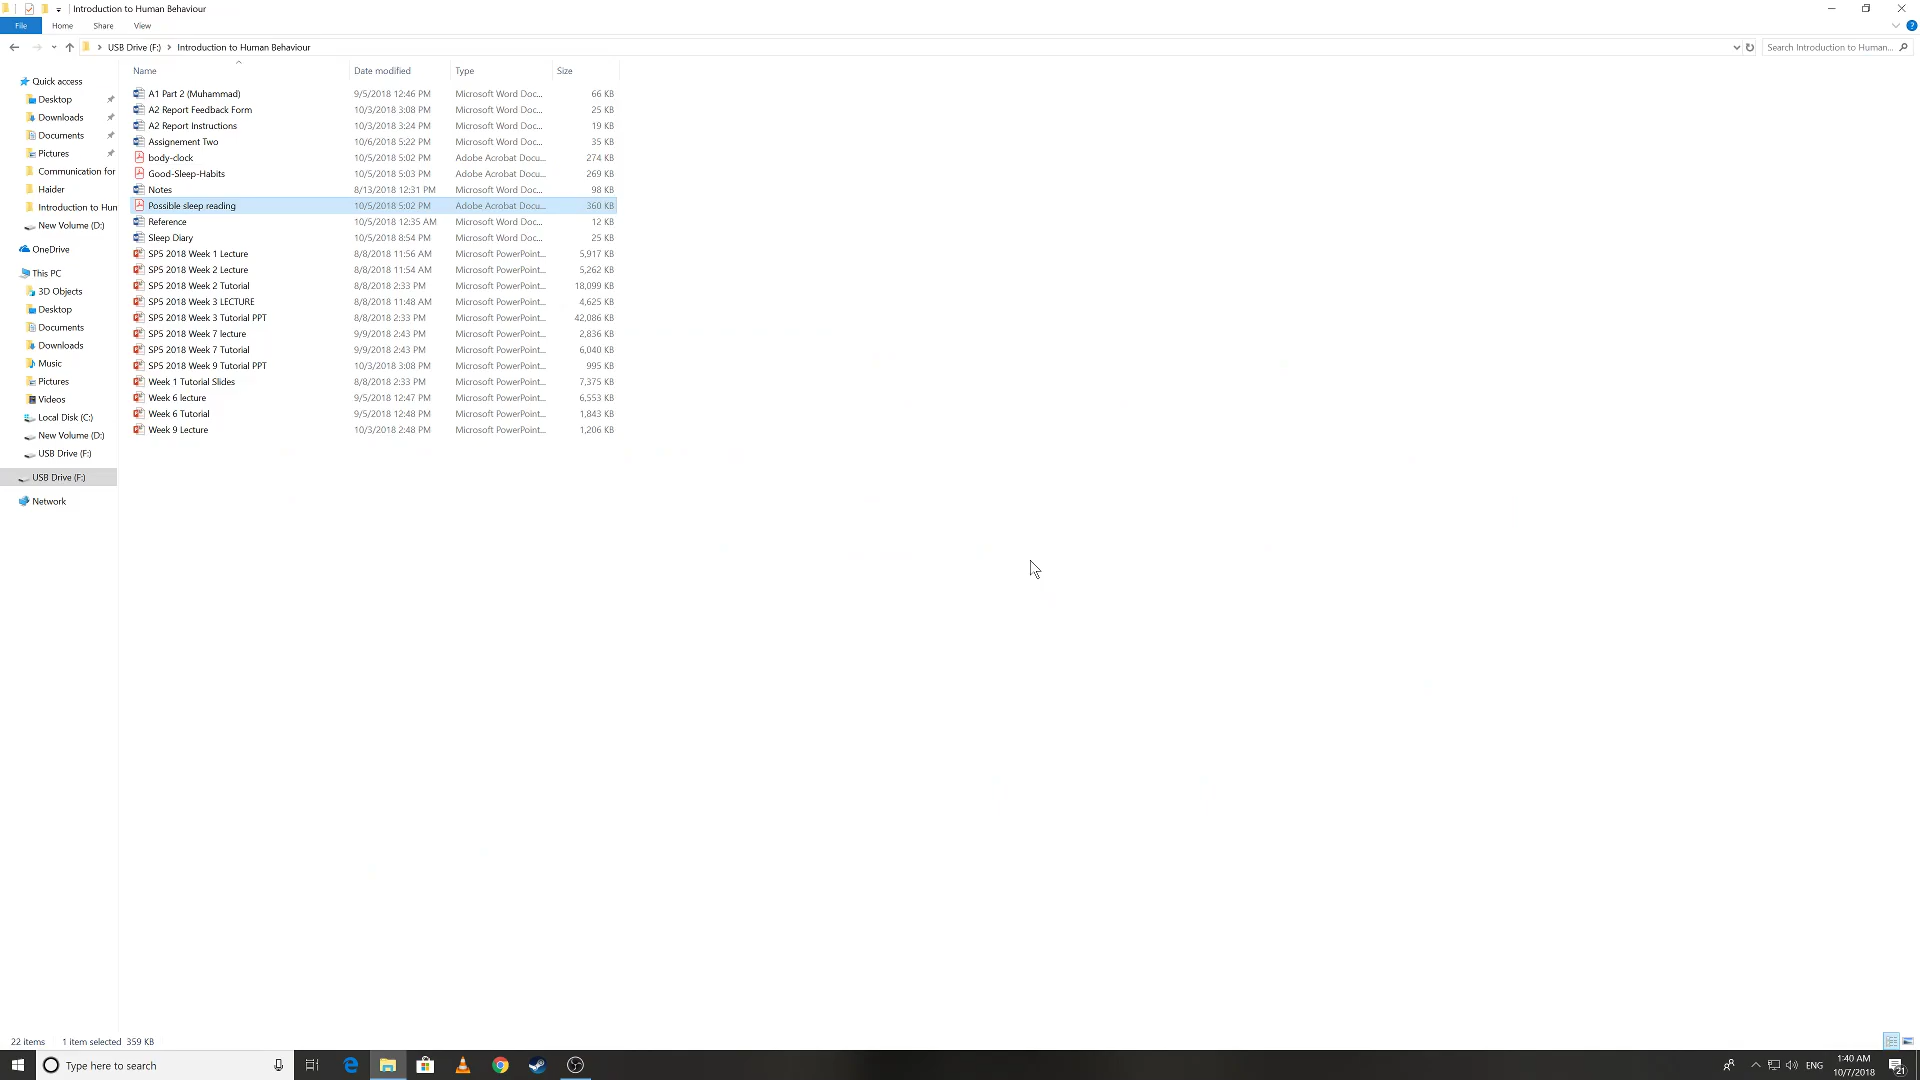 Introduction to Human Behaviour
File Home Share View
USB Drive (F:) Introduction to Human Behaviour Search Introduction to Human...
Name Date modified Type Size
Quick access
Desktop
Downloads
Documents
Pictures
Communication for
Haider
Introduction to Hun
New Volume (D:)
OneDrive
This PC
3D Objects
Desktop
Documents
Downloads
Music
Pictures
Videos
Local Disk (C:)
New Volume (D:)
USB Drive (F:)
USB Drive (F:)
Network
A1 Part 2 (Muhammad) 9/5/2018 12:46 PM Microsoft Word Doc... 66 KB
A2 Report Feedback Form 10/3/2018 3:08 PM Microsoft Word Doc... 25 KB
A2 Report Instructions 10/3/2018 3:24 PM Microsoft Word Doc... 19 KB
Assignement Two 10/6/2018 5:22 PM Microsoft Word Doc... 35 KB
body-clock 10/5/2018 5:02 PM Adobe Acrobat Docu... 274 KB
Good-Sleep-Habits 10/5/2018 5:03 PM Adobe Acrobat Docu... 269 KB
Notes 8/13/2018 12:31 PM Microsoft Word Doc... 98 KB
Possible sleep reading 10/5/2018 5:02 PM Adobe Acrobat Docu... 360 KB
Reference 10/5/2018 12:35 AM Microsoft Word Doc... 12 KB
Sleep Diary 10/5/2018 8:54 PM Microsoft Word Doc... 25 KB
SP5 2018 Week 1 Lecture 8/8/2018 11:56 AM Microsoft PowerPoint... 5,917 KB
SP5 2018 Week 2 Lecture 8/8/2018 11:54 AM Microsoft PowerPoint... 5,262 KB
SP5 2018 Week 2 Tutorial 8/8/2018 2:33 PM Microsoft PowerPoint... 18,099 KB
SP5 2018 Week 3 LECTURE 8/8/2018 11:48 AM Microsoft PowerPoint... 4,625 KB
SP5 2018 Week 3 Tutorial PPT 8/8/2018 2:33 PM Microsoft PowerPoint... 42,086 KB
SP5 2018 Week 7 lecture 9/9/2018 2:43 PM Microsoft PowerPoint... 2,836 KB
SP5 2018 Week 7 Tutorial 9/9/2018 2:43 PM Microsoft PowerPoint... 6,040 KB
SP5 2018 Week 9 Tutorial PPT 10/3/2018 3:08 PM Microsoft PowerPoint... 995 KB
Week 1 Tutorial Slides 8/8/2018 2:33 PM Microsoft PowerPoint... 7,375 KB
Week 6 lecture 9/5/2018 12:47 PM Microsoft PowerPoint... 6,553 KB
Week 6 Tutorial 9/5/2018 12:48 PM Microsoft PowerPoint... 1,843 KB
Week 9 Lecture 10/3/2018 2:48 PM Microsoft PowerPoint... 1,206 KB
22 items 1 item selected 359 KB
Type here to search
ENG
1:40 AM
10/7/2018
21